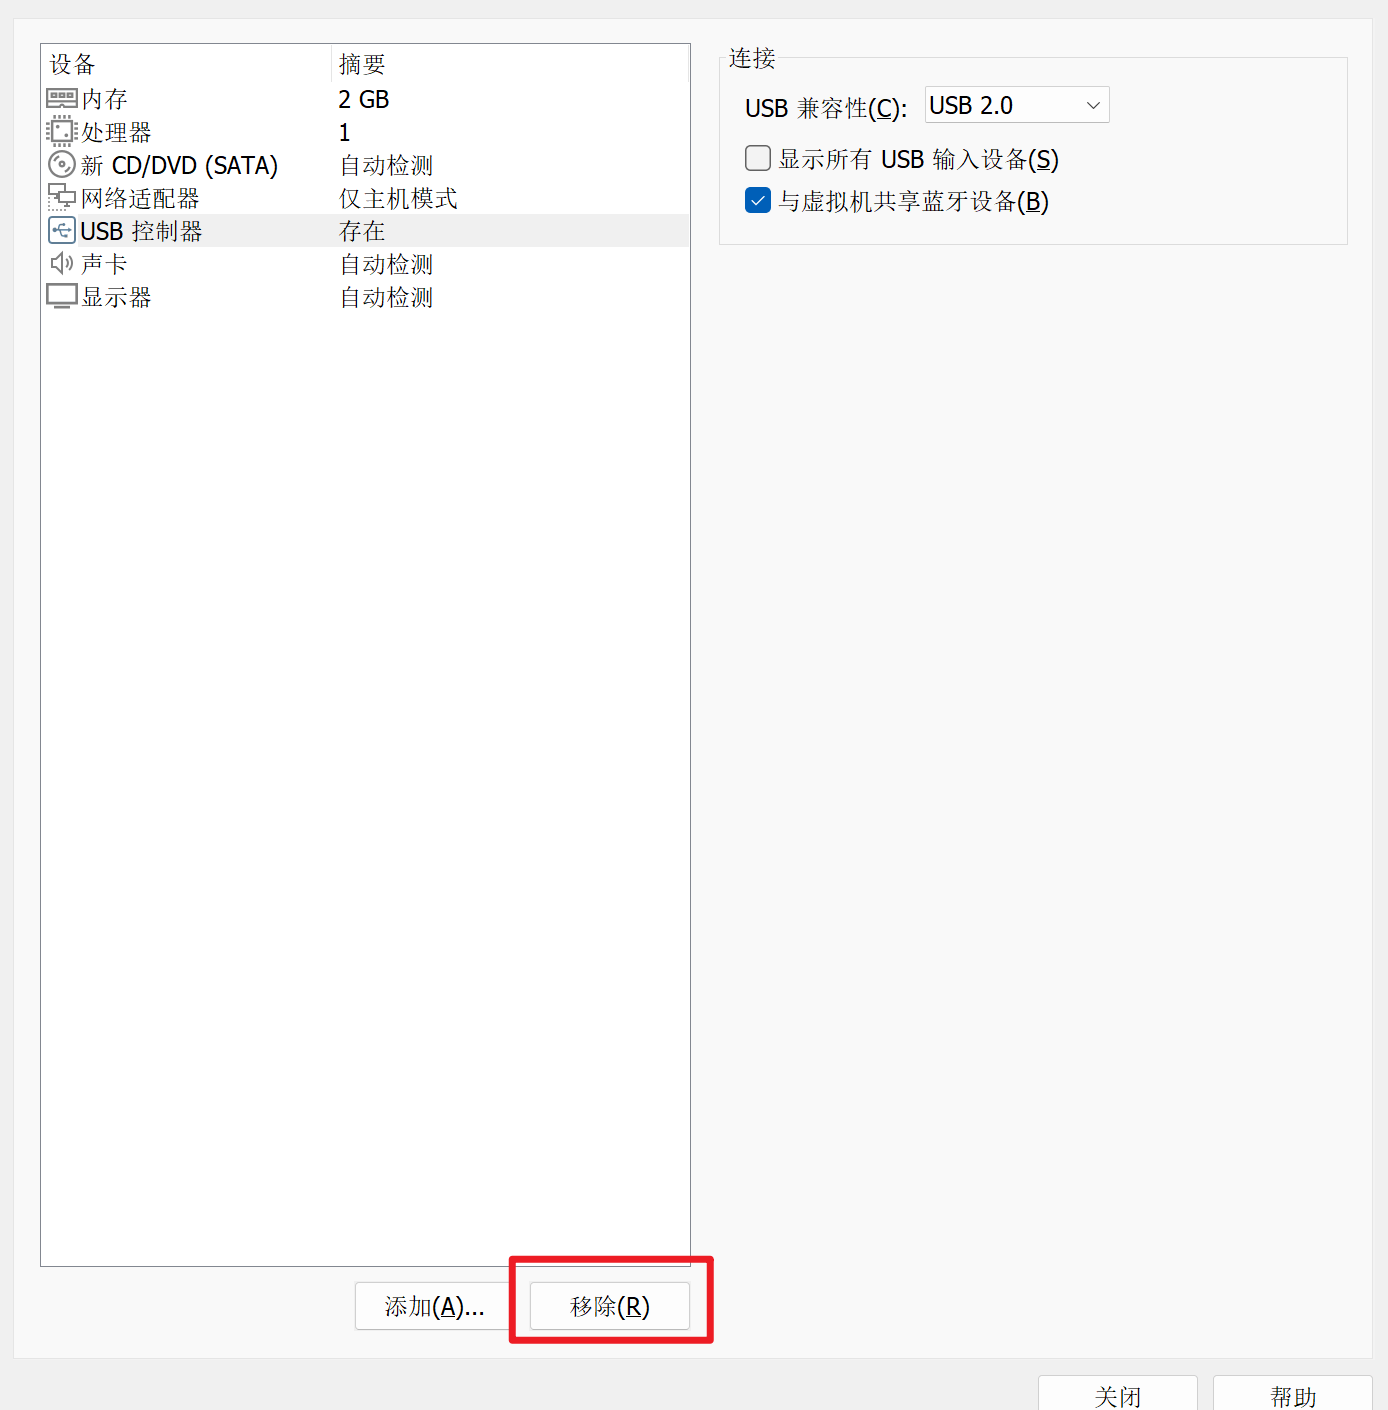 设备 摘要
内存 2 GB
处理器 1
新 CD/DVD (SATA) 自动检测
网络适配器 仅主机模式
USB 控制器 存在
声卡 自动检测
显示器 自动检测
连接
USB 兼容性(C): USB 2.0
显示所有 USB 输入设备(S)
与虚拟机共享蓝牙设备(B)
添加(A)... 移除(R)
关闭 帮助